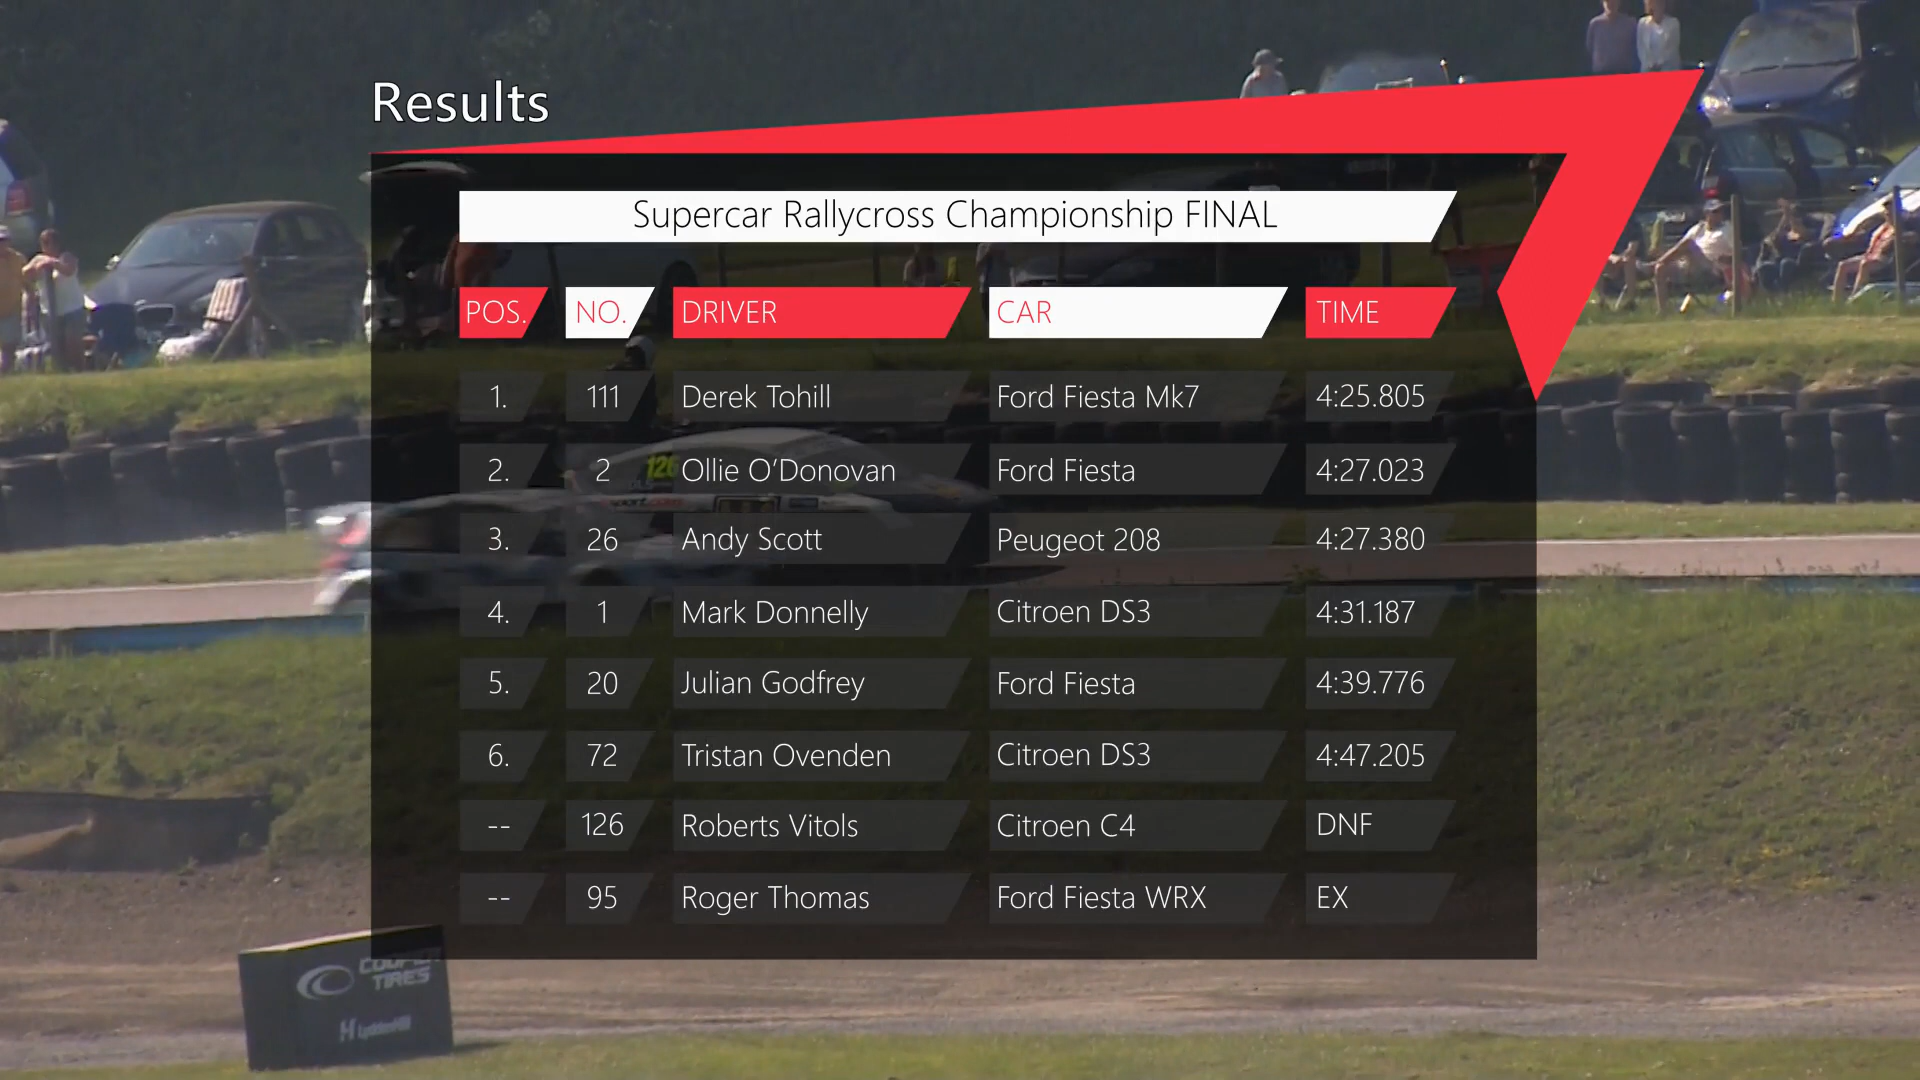 Results
Supercar Rallycross Championship FINAL
POS. NO. DRIVER CAR TIME
1. 111 Derek Tohill Ford Fiesta Mk7 4:25.805
2. 2 Ollie O'Donovan Ford Fiesta 4:27.023
3. 26 Andy Scott Peugeot 208 4:27.380
4. 1 Mark Donnelly Citroen DS3 4:31.187
5. 20 Julian Godfrey Ford Fiesta 4:39.776
6. 72 Tristan Ovenden Citroen DS3 4:47.205
-- 126 Roberts Vitols Citroen C4 DNF
-- 95 Roger Thomas Ford Fiesta WRX EX
126
COOPER
TIRES